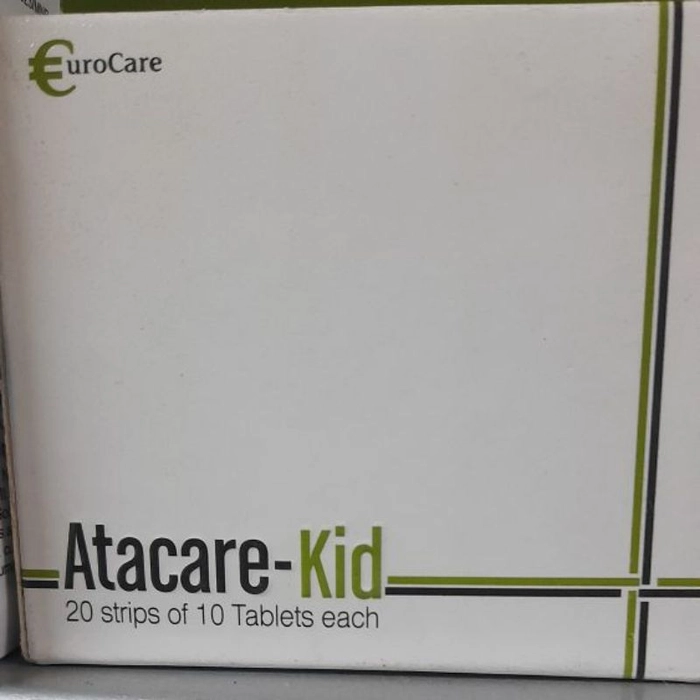 €uroCare
Atacare-Kid
20 strips of 10 Tablets each